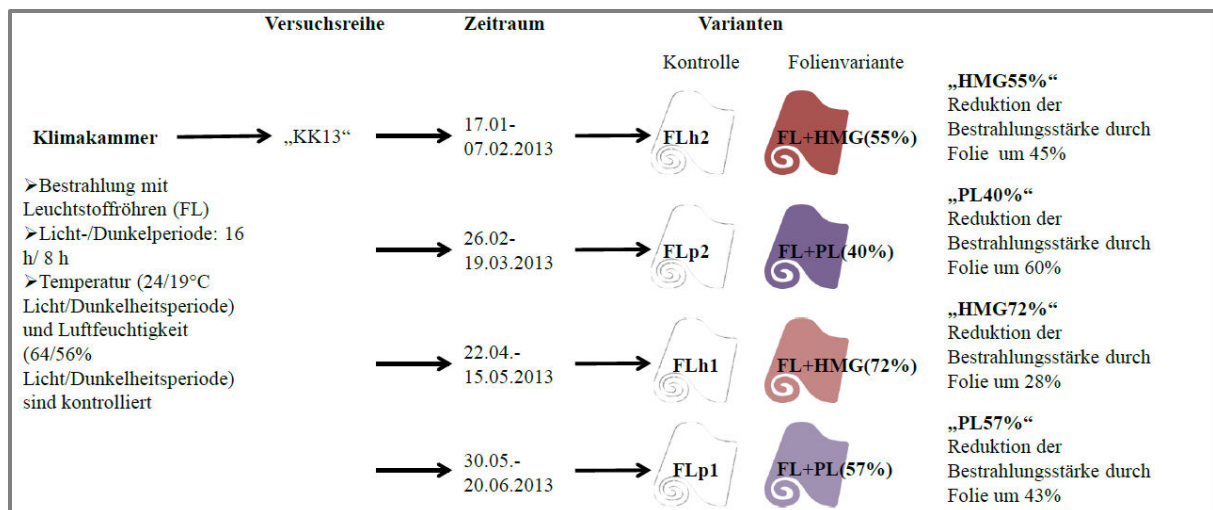 Versuchsreihe Zeitraum Varianten
Kontrolle Folienvariante
Klimakammer „KK13“
➢Bestrahlung mit
Leuchtstoffröhren (FL)
➢Licht-/Dunkelperiode: 16
h/ 8 h
➢Temperatur (24/19°C
Licht/Dunkelheitsperiode)
und Luftfeuchtigkeit
(64/56%
Licht/Dunkelheitsperiode)
sind kontrolliert
17.01-
07.02.2013
FLh2
FL+HMG(55%)
„HMG55%“
Reduktion der
Bestrahlungsstärke durch
Folie um 45%
26.02-
19.03.2013
FLp2
FL+PL(40%)
„PL40%“
Reduktion der
Bestrahlungsstärke durch
Folie um 60%
22.04.-
15.05.2013
FLh1
FL+HMG(72%)
„HMG72%“
Reduktion der
Bestrahlungsstärke durch
Folie um 28%
30.05.-
20.06.2013
FLp1
FL+PL(57%)
„PL57%“
Reduktion der
Bestrahlungsstärke durch
Folie um 43%